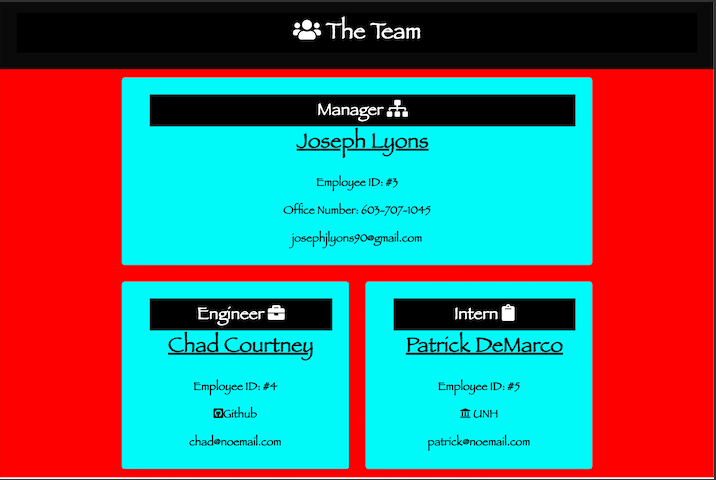 The Team
Manager
Joseph Lyons
Employee ID: #3
Office Number: 603-707-1045
josephjlyons90@gmail.com
Engineer
Chad Courtney
Employee ID: #4
Github
chad@noemail.com
Intern
Patrick DeMarco
Employee ID: #5
UNH
patrick@noemail.com